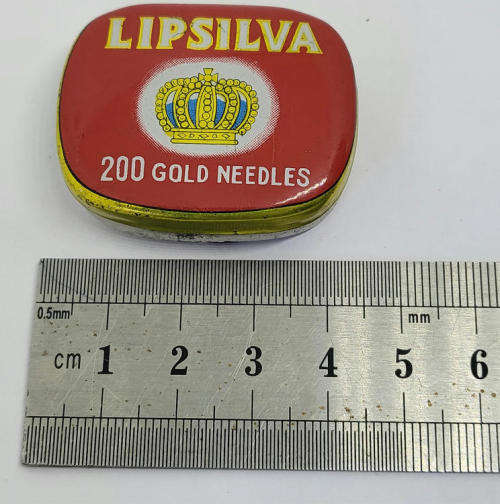 LIPSILVA
200 GOLD NEEDLES
0.5mm mm
cm 1 2 3 4 5 6